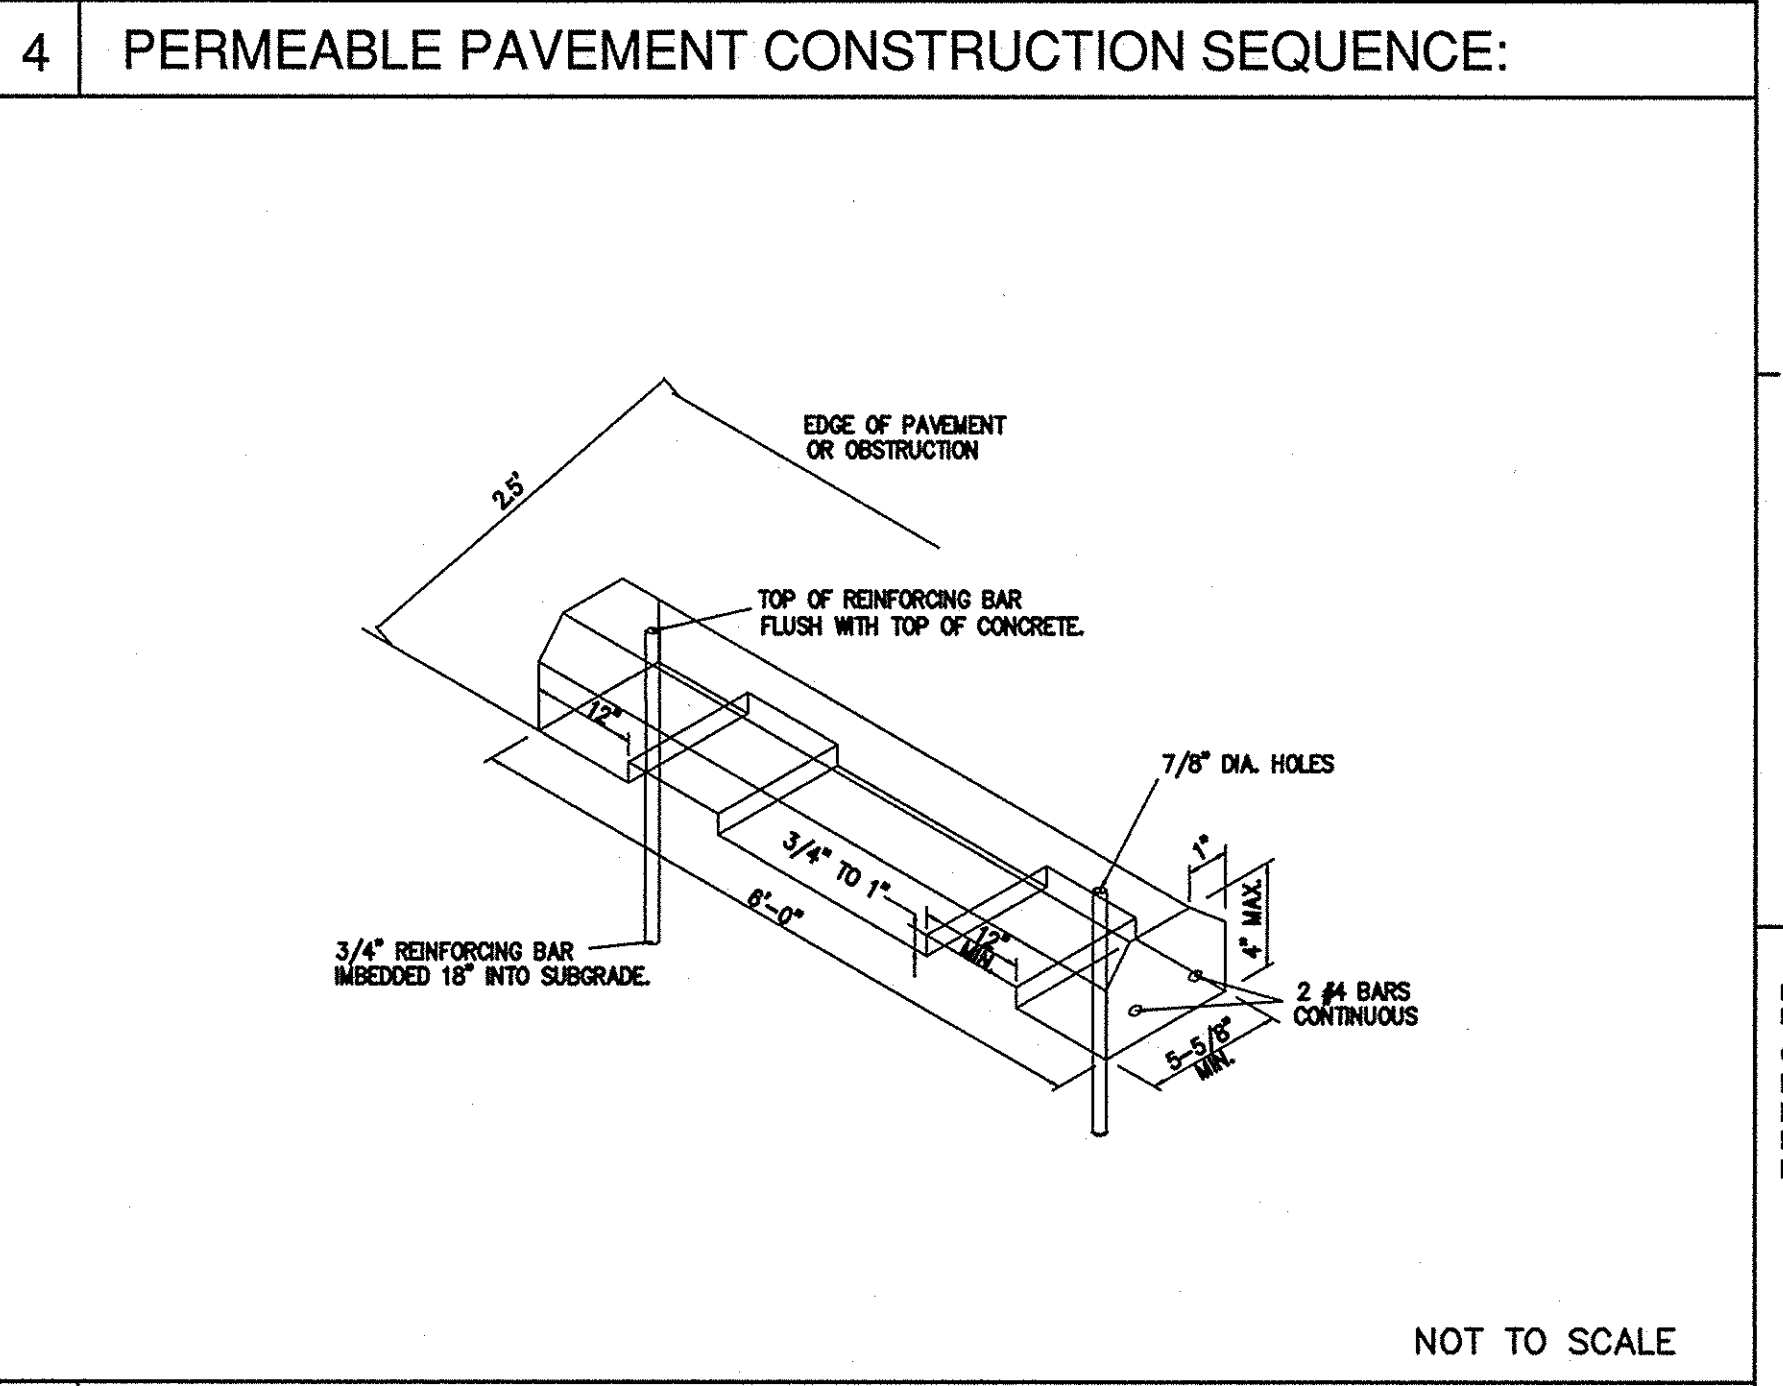 4 PERMEABLE PAVEMENT CONSTRUCTION SEQUENCE:
EDGE OF PAVEMENT
OR OBSTRUCTION
2.5'
TOP OF REINFORCING BAR
FLUSH WITH TOP OF CONCRETE.
12"
7/8" DIA. HOLES
3/4" TO 1"
6'-0"
12"
MIN.
1"
4" MAX.
3/4" REINFORCING BAR
IMBEDDED 18" INTO SUBGRADE.
2 #4 BARS
CONTINUOUS
5-5/8"
MIN.
NOT TO SCALE